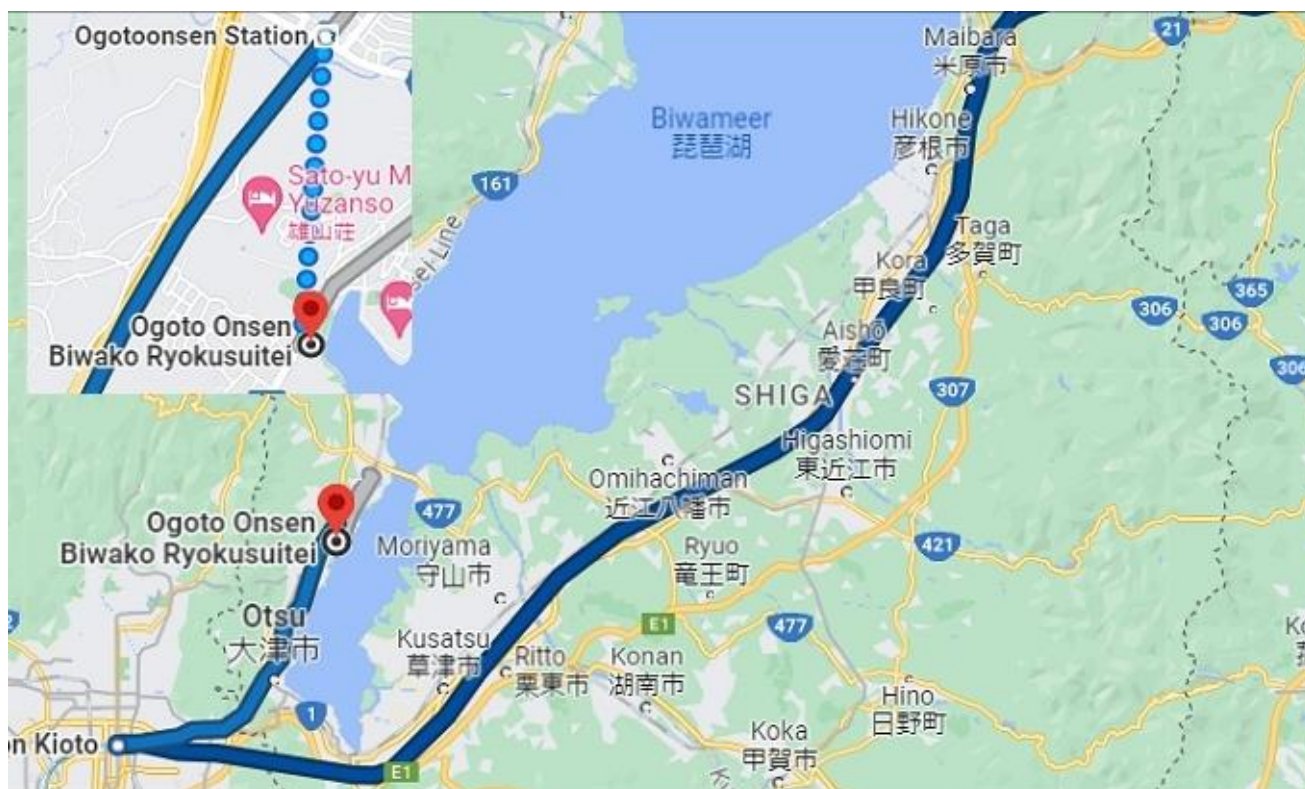 Ogotoonsen Station
Sato-yu M
Yuzanso
雄山荘
Ogoto Onsen
Biwako Ryokusuitei
161
sei-Line
Biwameer
琵琶湖
21
Maibara
米原市
Hikone
彦根市
Taga
多賀町
Kora
甲良町
306
365
306
306
Aishō
愛荘町
SHIGA
307
Higashiomi
東近江市
Omihachiman
近江八幡市
477
421
Ogoto Onsen
Biwako Ryokusuitei
Moriyama
守山市
Ryuo
竜王町
E1
477
Otsu
大津市
Kusatsu
草津市
Ritto
栗東市
Konan
湖南市
Hino
日野町
1
on Kioto
E1
Koka
甲賀市